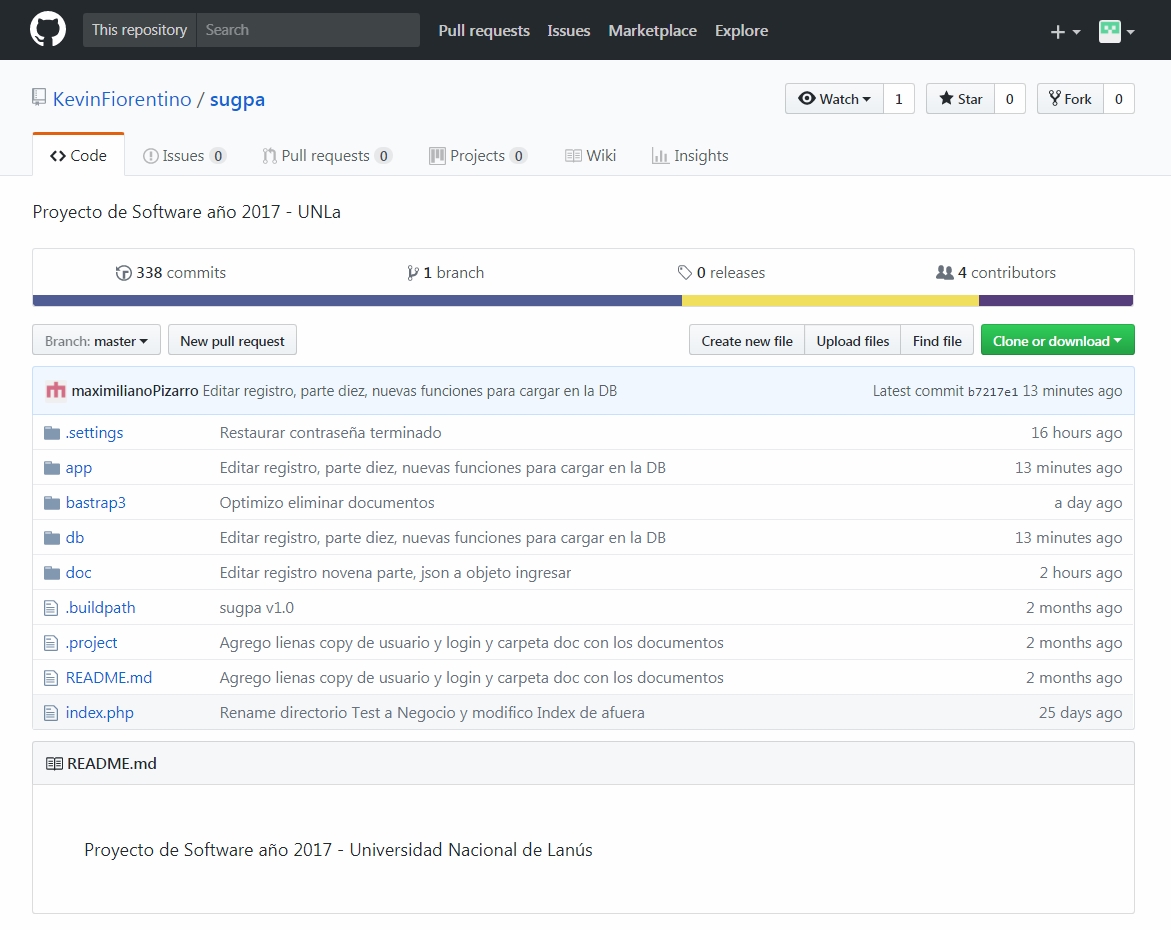 This repository Search Pull requests Issues Marketplace Explore
KevinFiorentino / sugpa Watch 1 Star 0 Fork 0
Code Issues 0 Pull requests 0 Projects 0 Wiki Insights
Proyecto de Software año 2017 - UNLa
338 commits 1 branch 0 releases 4 contributors
Branch: master New pull request Create new file Upload files Find file Clone or download
maximilianoPizarro Editar registro, parte diez, nuevas funciones para cargar en la DB Latest commit b7217e1 13 minutes ago
.settings Restaurar contraseña terminado 16 hours ago
app Editar registro, parte diez, nuevas funciones para cargar en la DB 13 minutes ago
bastrap3 Optimizo eliminar documentos a day ago
db Editar registro, parte diez, nuevas funciones para cargar en la DB 13 minutes ago
doc Editar registro novena parte, json a objeto ingresar 2 hours ago
.buildpath sugpa v1.0 2 months ago
.project Agrego lienas copy de usuario y login y carpeta doc con los documentos 2 months ago
README.md Agrego lienas copy de usuario y login y carpeta doc con los documentos 2 months ago
index.php Rename directorio Test a Negocio y modifico Index de afuera 25 days ago
README.md
Proyecto de Software año 2017 - Universidad Nacional de Lanús